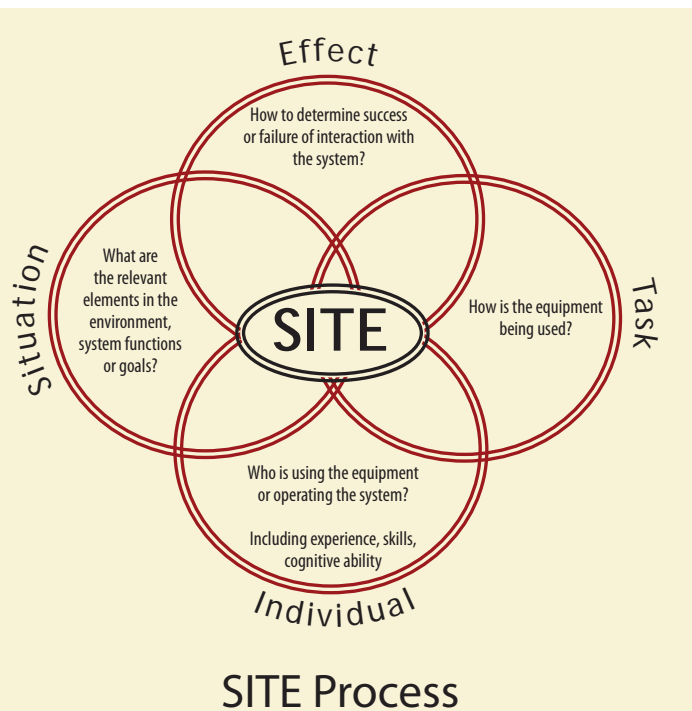 Effect
How to determine success
or failure of interaction with
the system?
Situation
What are
the relevant
elements in the
environment,
system functions
or goals?
SITE
How is the equipment
being used?
Task
Who is using the equipment
or operating the system?
Including experience, skills,
cognitive ability
Individual
SITE Process